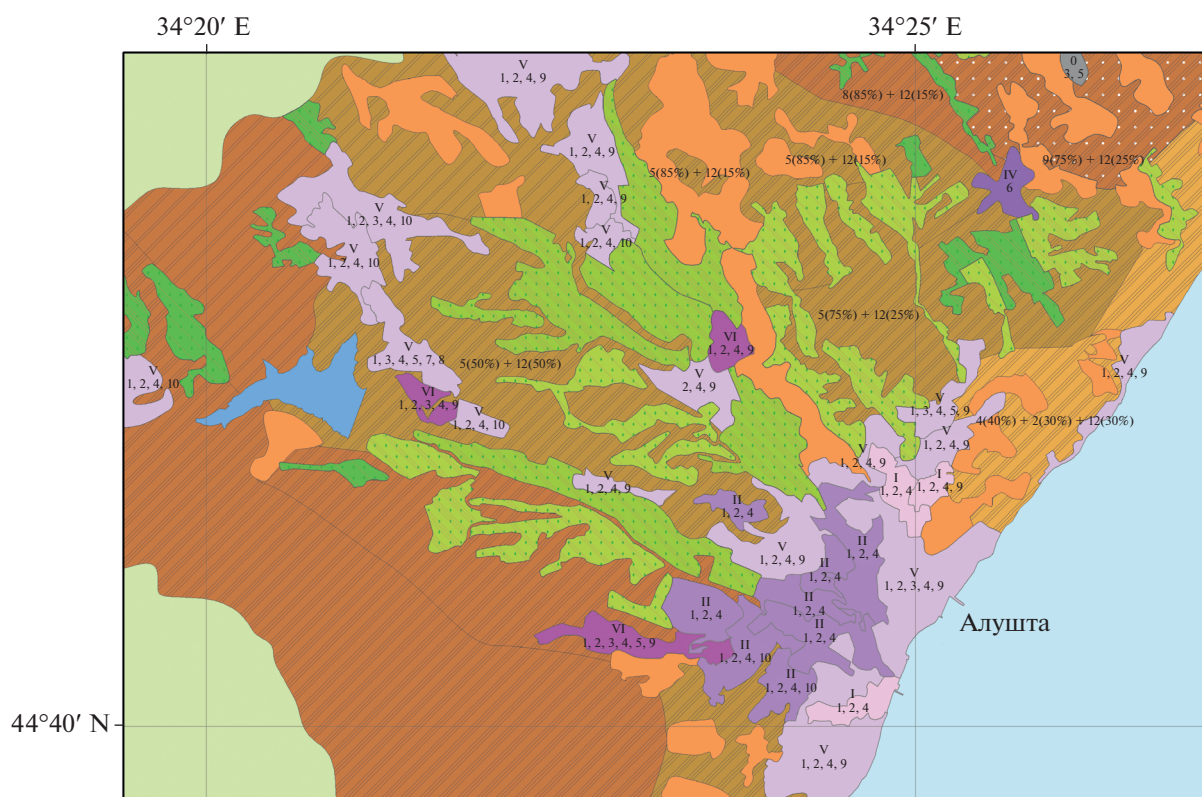 34°20′ E
34°25′ E
V
1, 2, 4, 9
0
3, 5
8(85%) + 12(15%)
V
1, 2, 4, 9
5(85%) + 12(15%)
5(85%) + 12(15%)
9(75%) + 12(25%)
IV
6
V
1, 2, 4, 9
V
1, 2, 3, 4, 10
V
1, 2, 4, 10
V
1, 2, 4, 10
5(75%) + 12(25%)
VI
1, 2, 4, 9
V
1, 3, 4, 5, 7, 8
5(50%) + 12(50%)
V
1, 2, 4, 9
V
1, 2, 4, 10
V
2, 4, 9
VI
1, 2, 3, 4, 9
V
1, 3, 4, 5, 9
V
1, 2, 4, 10
4(40%) + 2(30%) + 12(30%)
V
1, 2, 4, 9
V
1, 2, 4, 9
V
1, 2, 4, 9
I
1, 2, 4
I
1, 2, 4, 9
II
1, 2, 4
V
1, 2, 4, 9
II
1, 2, 4
II
1, 2, 4
V
1, 2, 3, 4, 9
II
1, 2, 4
II
1, 2, 4
II
1, 2, 4
Алушта
VI
1, 2, 3, 4, 5, 9
II
1, 2, 4, 10
II
1, 2, 4, 10
I
1, 2, 4
44°40′ N
V
1, 2, 4, 9